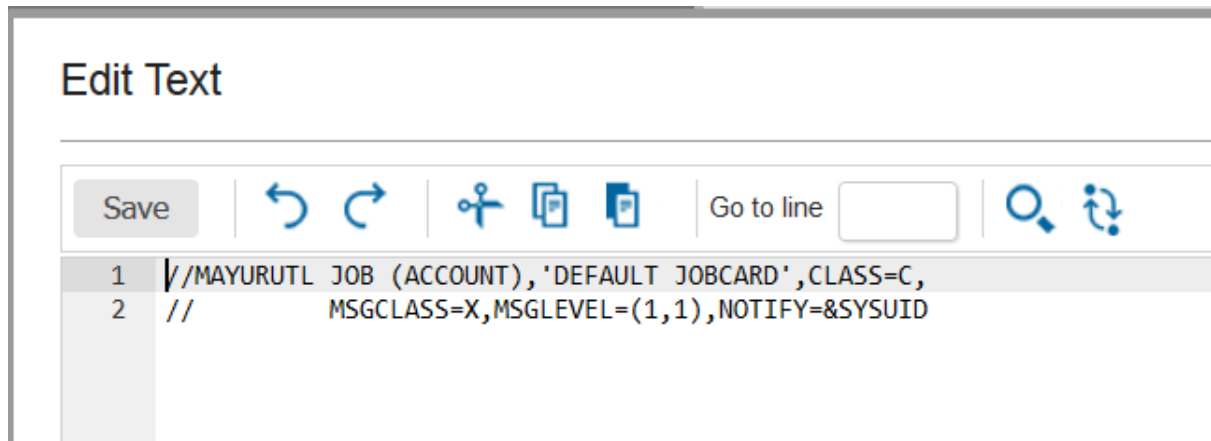 Edit Text
Save Go to line
1 //MAYURUTL JOB (ACCOUNT),'DEFAULT JOBCARD',CLASS=C,
2 //         MSGCLASS=X,MSGLEVEL=(1,1),NOTIFY=&SYSUID